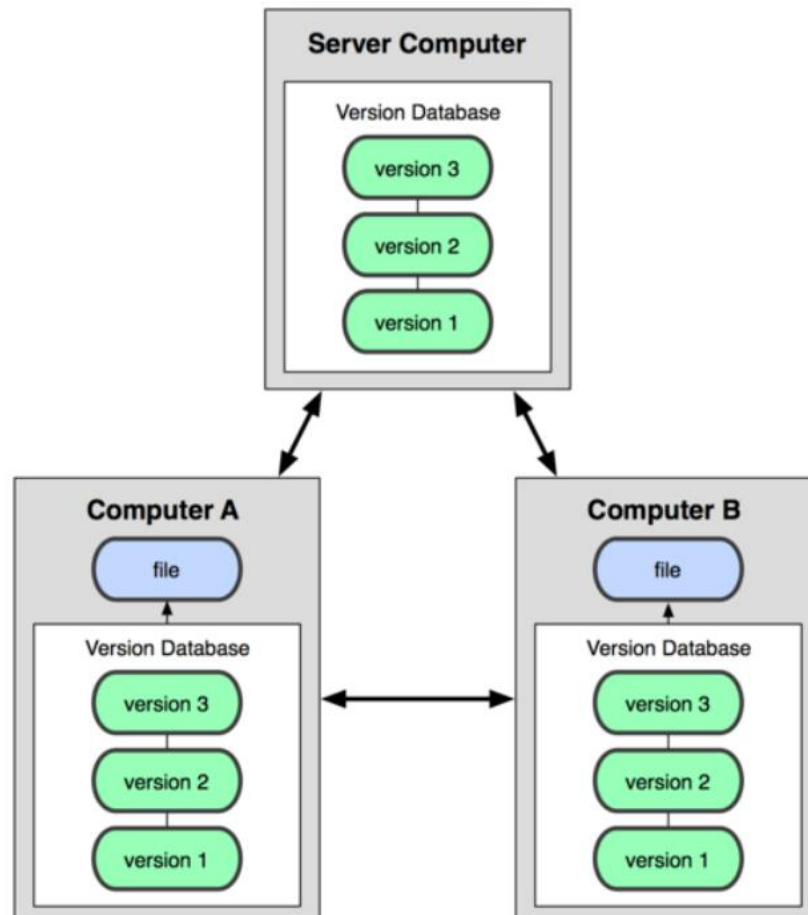 Server Computer
Version Database
version 3
version 2
version 1
Computer A
file
Version Database
version 3
version 2
version 1
Computer B
file
Version Database
version 3
version 2
version 1